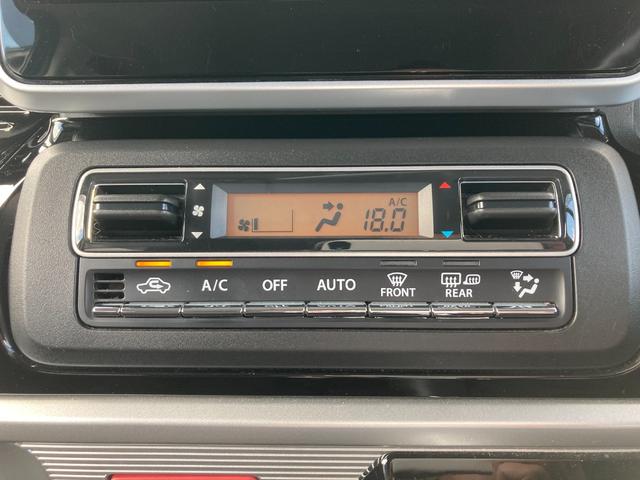 A/C
18.0
A/C OFF AUTO FRONT REAR